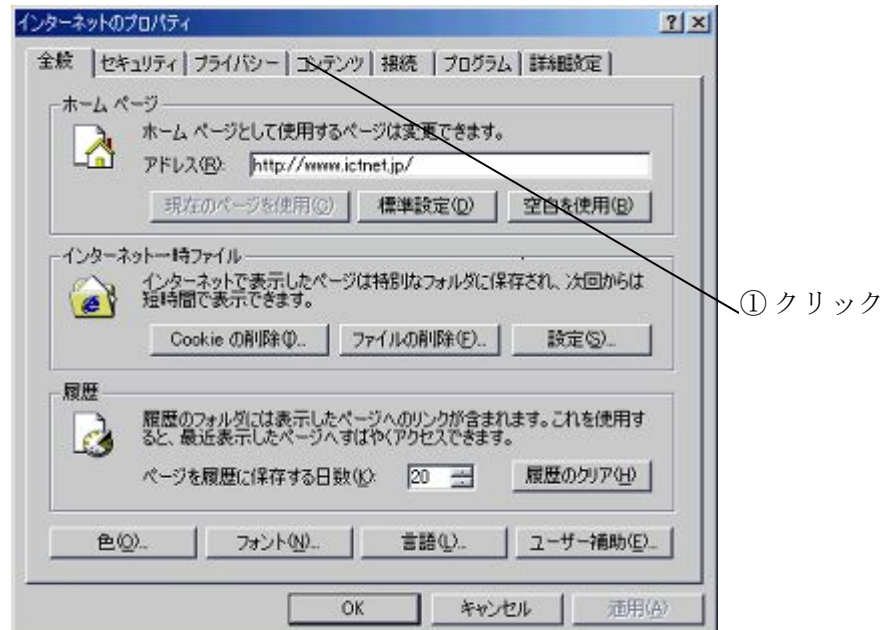 インターネットのプロパティ
全般 セキュリティ プライバシー コンテンツ 接続 プログラム 詳細設定
ホーム ページ
ホーム ページとして使用するページは変更できます。
アドレス(R): http://www.ictnet.jp/
現在のページを使用(C) 標準設定(D) 空白を使用(B)
インターネット一時ファイル
インターネットで表示したページは特別なフォルダに保存され、次回からは
短時間で表示できます。
① クリック
Cookie の削除(I)... ファイルの削除(F)... 設定(S)...
履歴
履歴のフォルダには表示したページへのリンクが含まれます。これを使用す
ると、最近表示したページへすばやくアクセスできます。
ページを履歴に保存する日数(K): 20 履歴のクリア(H)
色(O)... フォント(N)... 言語(L)... ユーザー補助(E)...
OK キャンセル 適用(A)